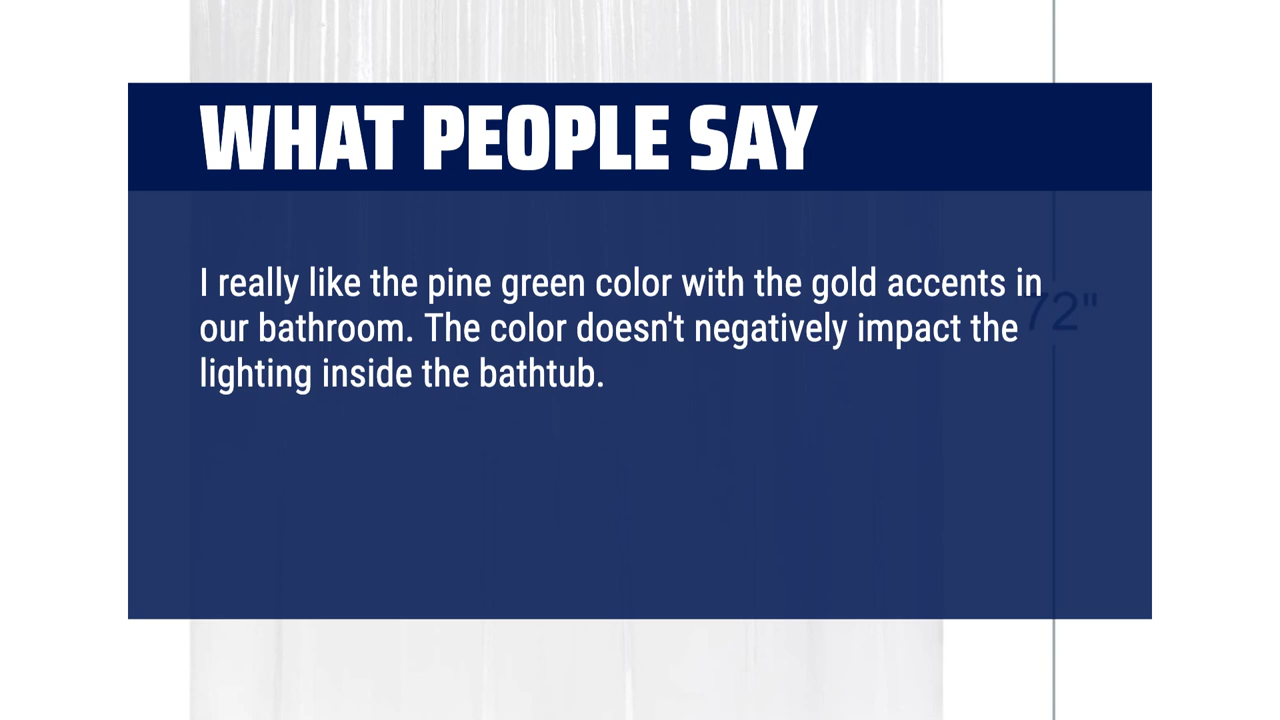 WHAT PEOPLE SAY
I really like the pine green color with the gold accents in
our bathroom. The color doesn't negatively impact the
lighting inside the bathtub.
72"